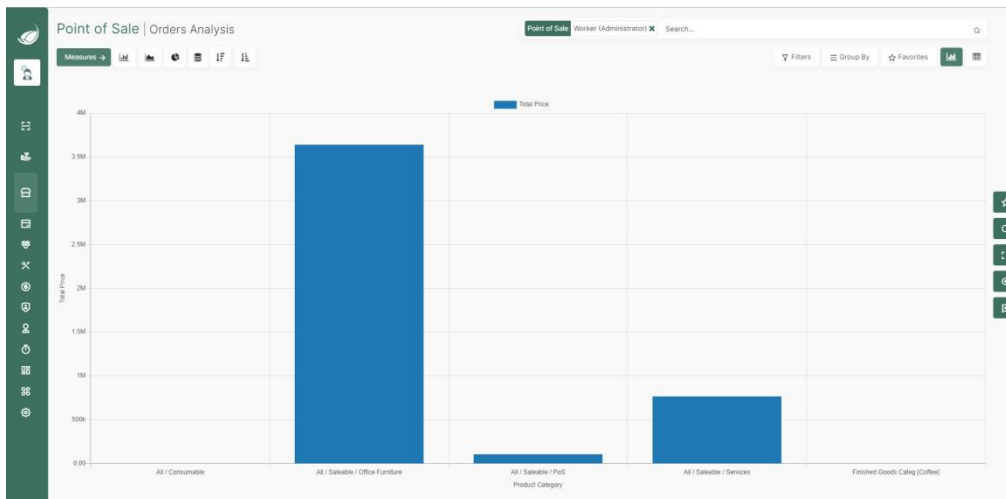 Point of Sale | Orders Analysis
Point of Sale Worker (Administrator) ✖ Search...
Measures →
Filters Group By Favorites
Total Price
4M
3.5M
3M
2.5M
2M
1.5M
1M
500k
0.00
Total Price
All / Consumable
All / Saleable / Office Furniture
All / Saleable / PoS
All / Saleable / Services
Finished Goods Categ (Coffee)
Product Category